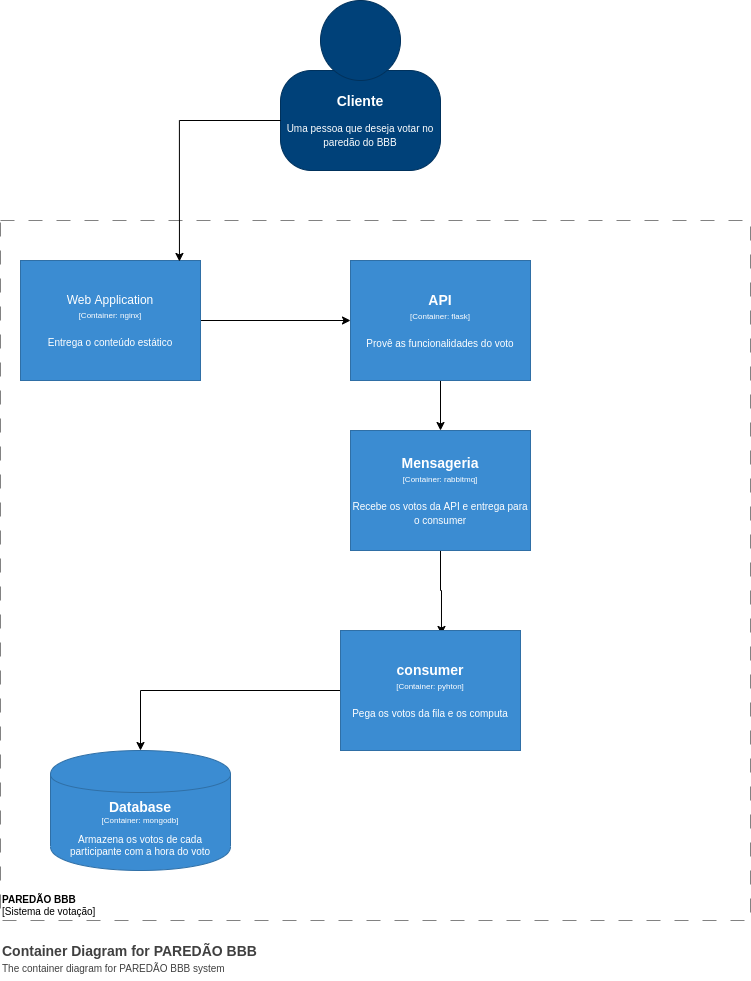 Cliente
Uma pessoa que deseja votar no
paredão do BBB
Web Application
[Container: nginx]
Entrega o conteúdo estático
API
[Container: flask]
Provê as funcionalidades do voto
Mensageria
[Container: rabbitmq]
Recebe os votos da API e entrega para
o consumer
consumer
[Container: pyhton]
Pega os votos da fila e os computa
Database
[Container: mongodb]
Armazena os votos de cada
participante com a hora do voto
PAREDÃO BBB
[Sistema de votação]
Container Diagram for PAREDÃO BBB
The container diagram for PAREDÃO BBB system